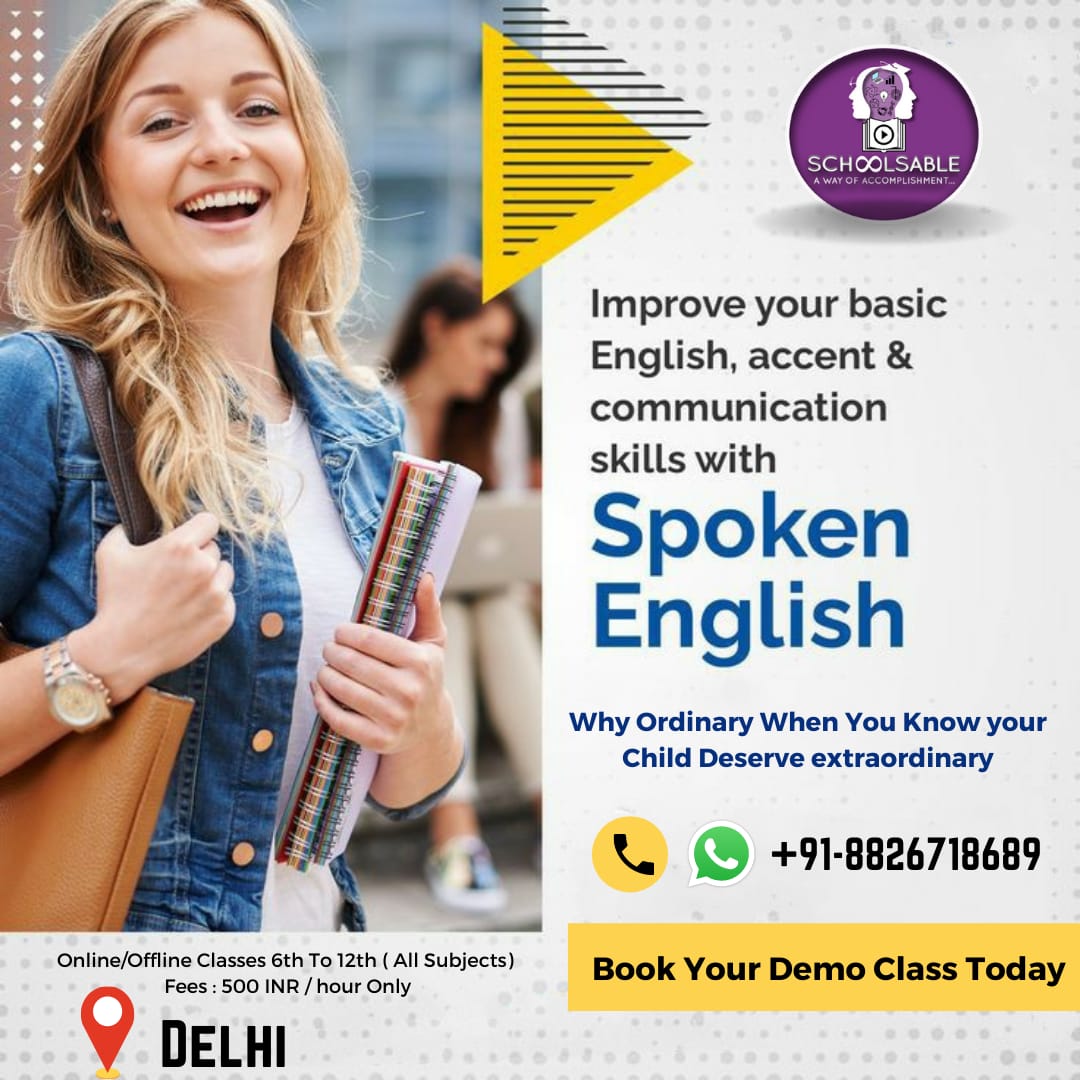 SCHOOLSABLE
A WAY OF ACCOMPLISHMENT...
Improve your basic
English, accent &
communication
skills with
Spoken
English
Why Ordinary When You Know your
Child Deserve extraordinary
+91-8826718689
Book Your Demo Class Today
Online/Offline Classes 6th To 12th ( All Subjects)
Fees : 500 INR / hour Only
DELHI